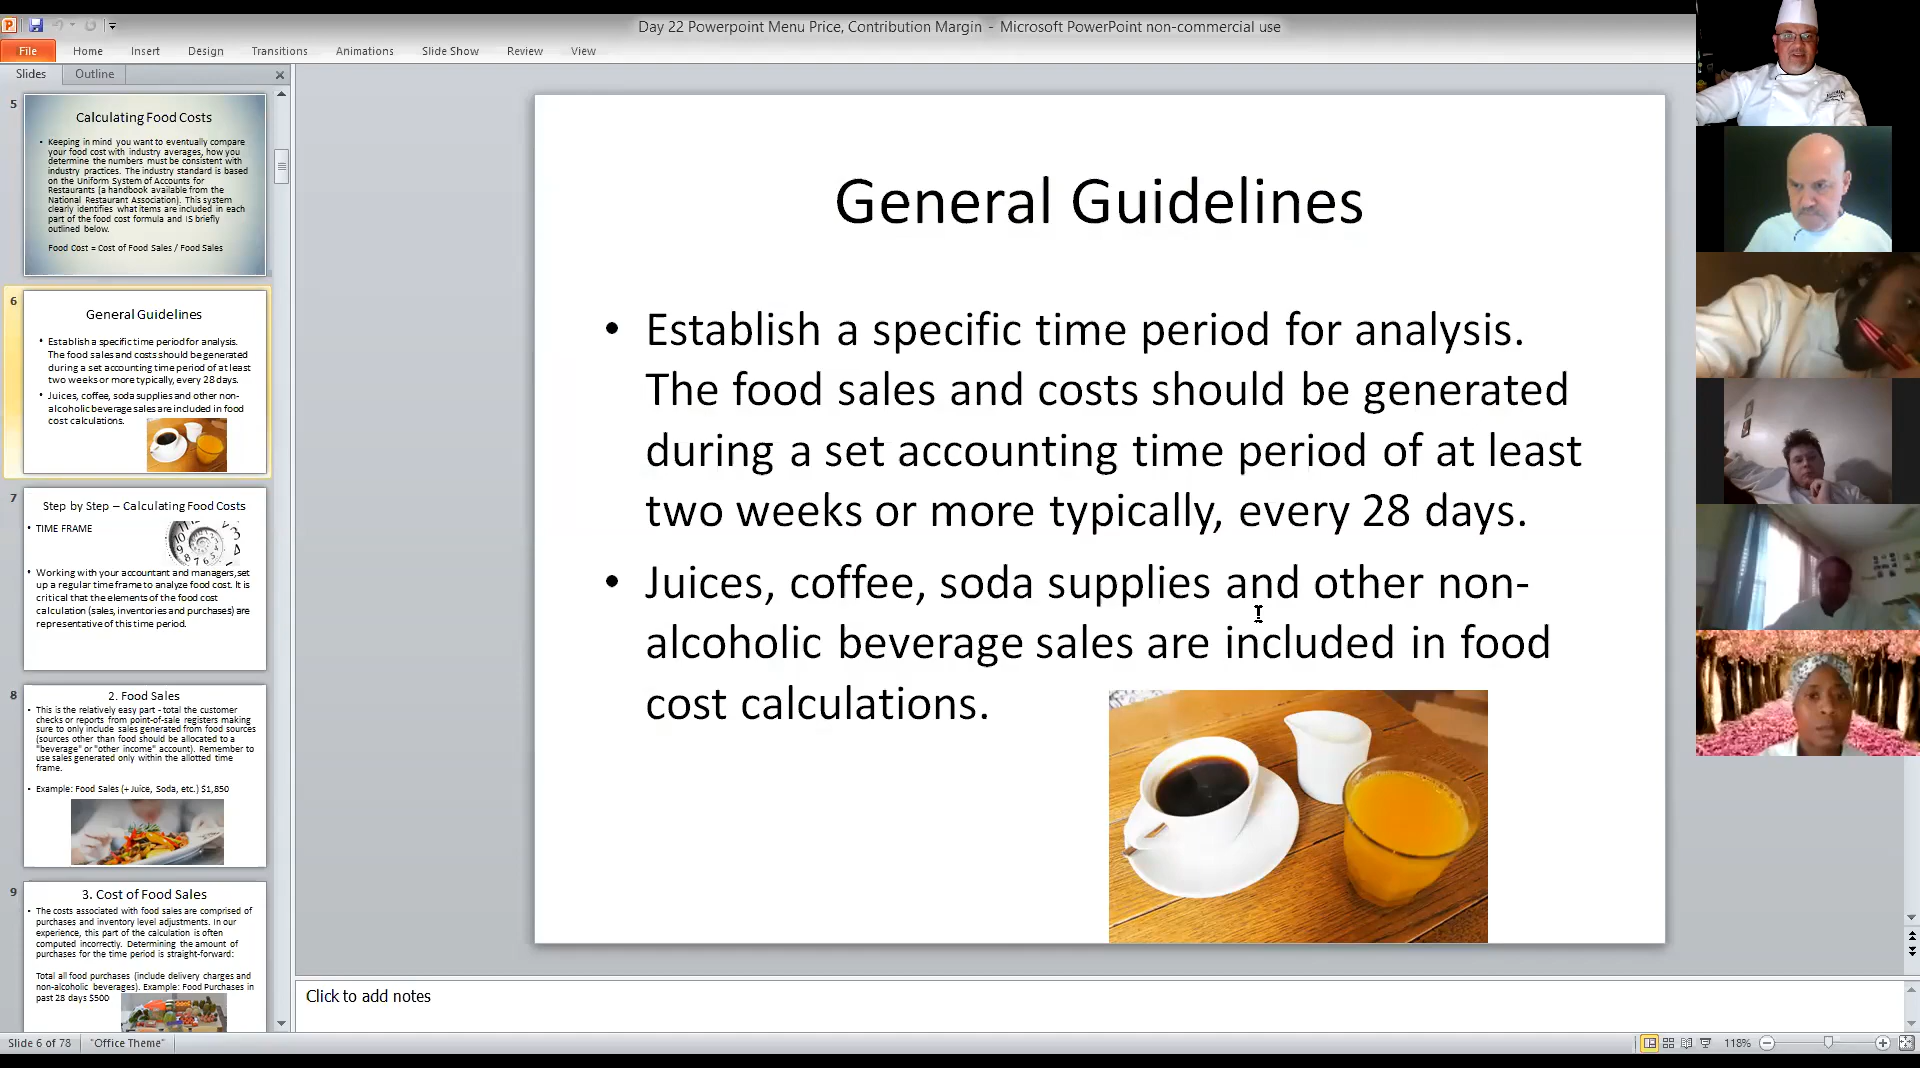 Day 22 Powerpoint Menu Price, Contribution Margin - Microsoft PowerPoint non-commercial use
File Home Insert Design Transitions Animations Slide Show Review View
Slides Outline
5
Calculating Food Costs
• Keeping in mind you want to eventually compare
your food cost with industry averages, how you
determine the numbers must be consistent with
industry practices. The industry standard is based
on the Uniform System of Accounts for
Restaurants (a handbook available from the
National Restaurant Association). This system
clearly identifies what items are included in each
part of the food cost formula and IS briefly
outlined below.
Food Cost = Cost of Food Sales / Food Sales
6
General Guidelines
• Establish a specific time period for analysis.
The food sales and costs should be generated
during a set accounting time period of at least
two weeks or more typically, every 28 days.
• Juices, coffee, soda supplies and other non-
alcoholic beverage sales are included in food
cost calculations.
7
Step by Step – Calculating Food Costs
• TIME FRAME
• Working with your accountant and managers,set
up a regular timeframe to analyze food cost. It is
critical that the elements of the food cost
calculation (sales, inventories and purchases) are
representative of this time period.
8
2. Food Sales
• This is the relatively easy part - total the customer
checks or reports from point-of-sale registers making
sure to only include sales generated from food sources
(sources other than food should be allocated to a
"beverage" or "other income" account). Remember to
use sales generated only within the allotted time
frame.
• Example: Food Sales (+ Juice, Soda, etc.) $1,850
9
3. Cost of Food Sales
• The costs associated with food sales are comprised of
purchases and inventory level adjustments. In our
experience, this part of the calculation is often
computed incorrectly. Determining the amount of
purchases for the time period is straight-forward:
Total all food purchases (include delivery charges and
non-alcoholic beverages). Example: Food Purchases in
past 28 days $500
General Guidelines
• Establish a specific time period for analysis.
The food sales and costs should be generated
during a set accounting time period of at least
two weeks or more typically, every 28 days.
• Juices, coffee, soda supplies and other non-
alcoholic beverage sales are included in food
cost calculations.
Click to add notes
Slide 6 of 78 "Office Theme" 118%